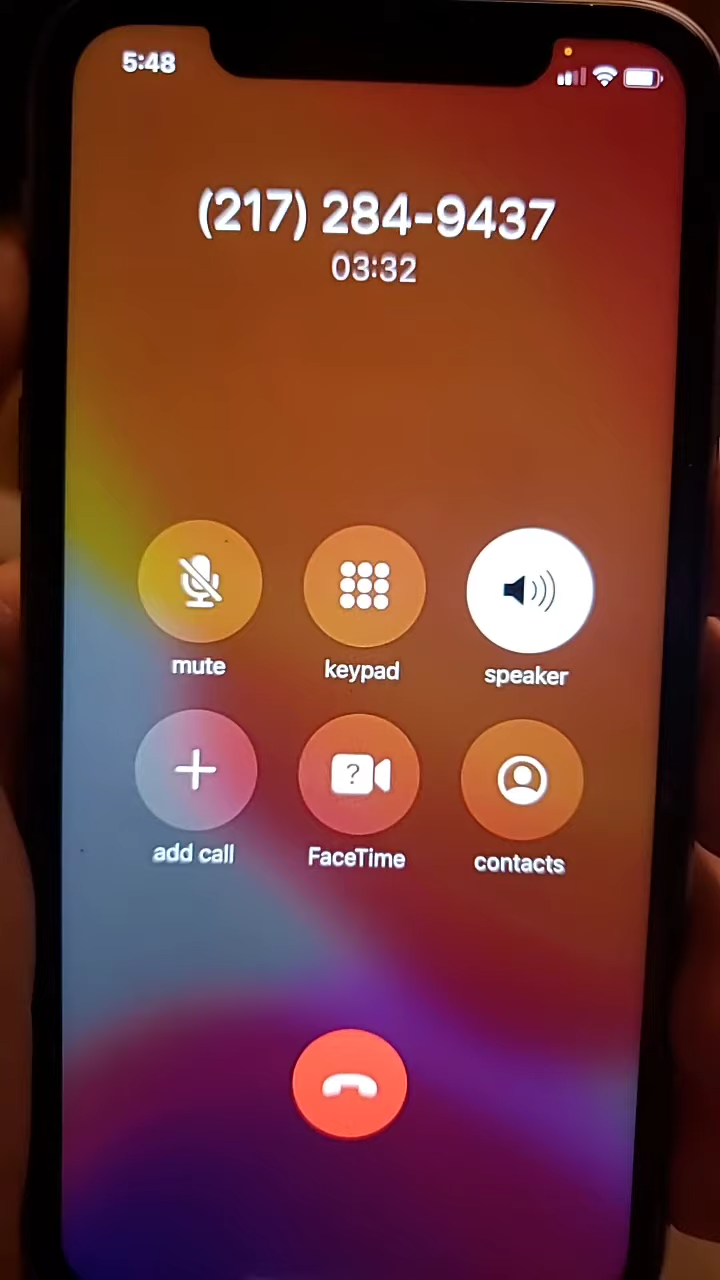 5:48
(217) 284-9437
03:32
mute keypad speaker
?
add call FaceTime contacts